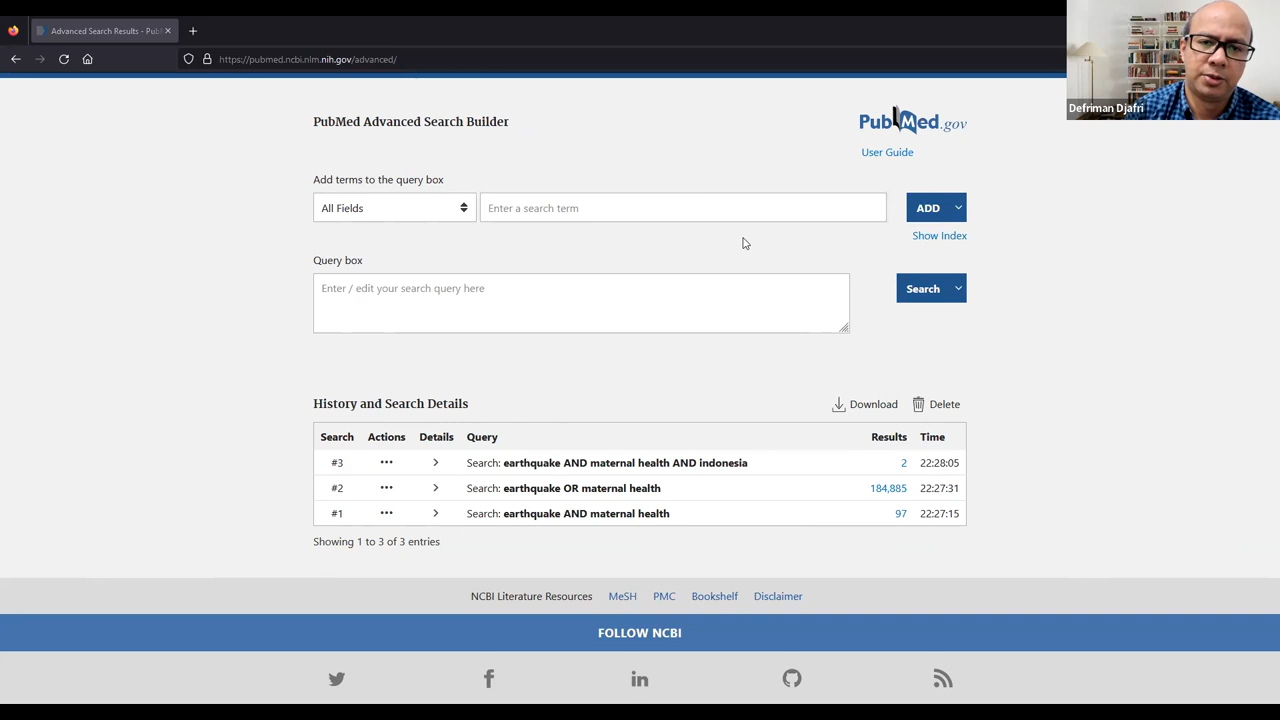 Advanced Search Results - Pub
https://pubmed.ncbi.nlm.nih.gov/advanced/
Defriman Djafri
PubMed Advanced Search Builder
PubMed.gov
User Guide
Add terms to the query box
All Fields
Enter a search term
ADD
Show Index
Query box
Enter / edit your search query here
Search
History and Search Details
Download
Delete
Search Actions Details Query Results Time
#3 ••• Search: earthquake AND maternal health AND indonesia 2 22:28:05
#2 ••• Search: earthquake OR maternal health 184,885 22:27:31
#1 ••• Search: earthquake AND maternal health 97 22:27:15
Showing 1 to 3 of 3 entries
NCBI Literature Resources MeSH PMC Bookshelf Disclaimer
FOLLOW NCBI